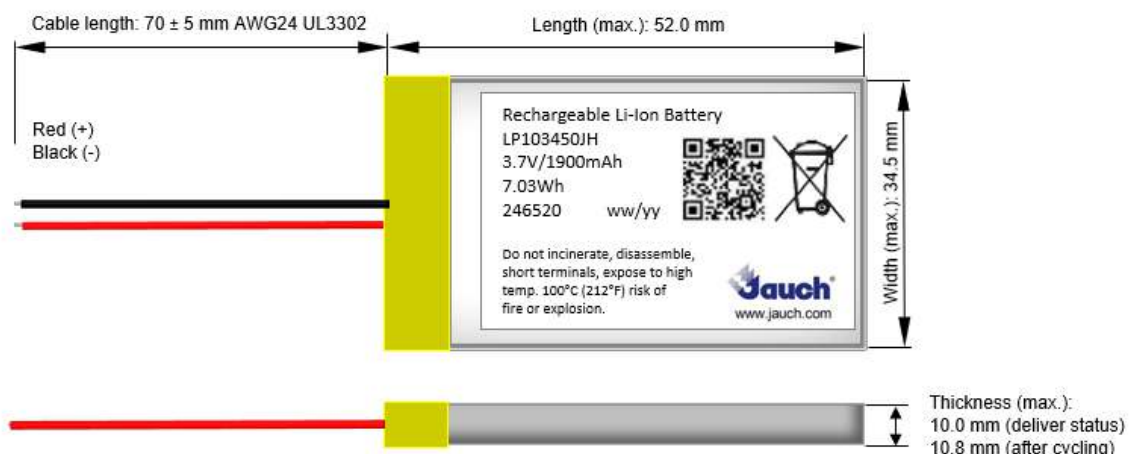 Cable length: 70 ± 5 mm AWG24 UL3302
Length (max.): 52.0 mm
Red (+)
Black (-)
Rechargeable Li-Ion Battery
LP103450JH
3.7V/1900mAh
7.03Wh
246520 ww/yy
Do not incinerate, disassemble,
short terminals, expose to high
temp. 100°C (212°F) risk of
fire or explosion.
Jauch®
www.jauch.com
Width (max.): 34.5 mm
Thickness (max.):
10.0 mm (deliver status)
10.8 mm (after cycling)